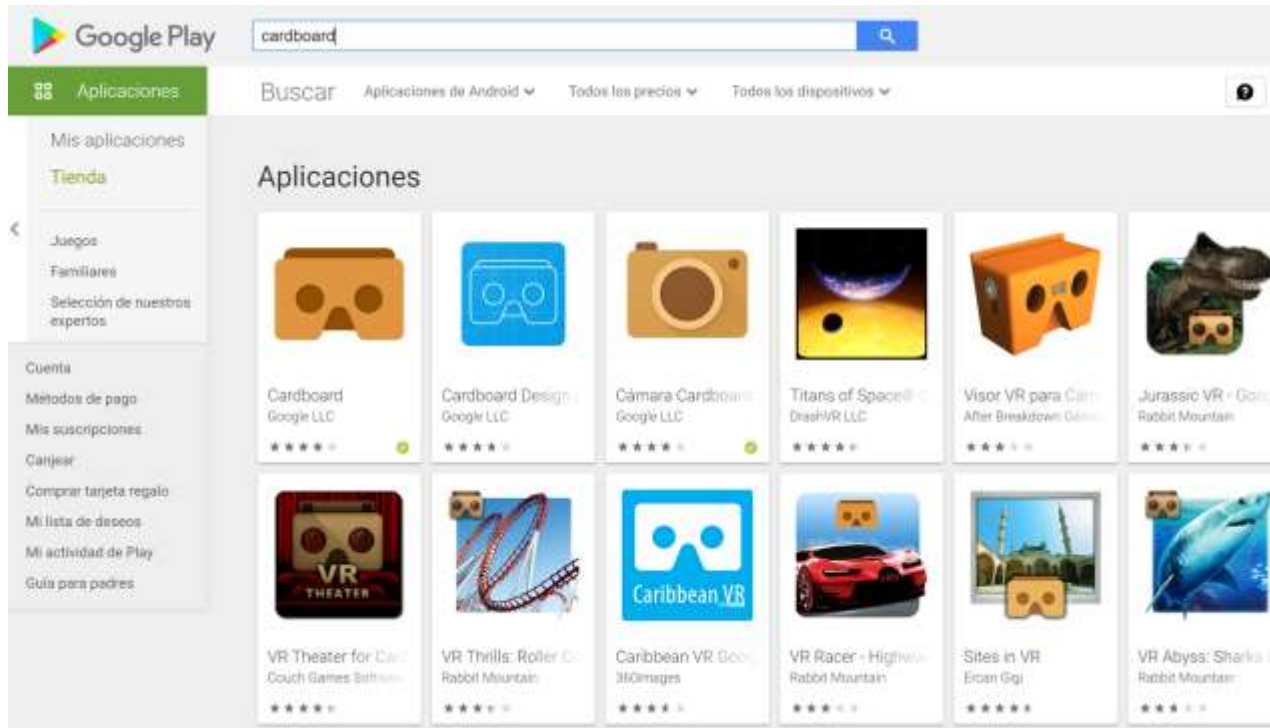 Google Play
cardboard
Aplicaciones
Buscar
Aplicaciones de Android
Todos los precios
Todos los dispositivos
Mis aplicaciones
Tienda
Juegos
Familiares
Selección de nuestros
expertos
Cuenta
Métodos de pago
Mis suscripciones
Canjear
Comprar tarjeta regalo
Mi lista de deseos
Mi actividad de Play
Guía para padres
Aplicaciones
Cardboard
Google LLC
Cardboard Design
Google LLC
Cámara Cardboard
Google LLC
Titans of Space®
DrashVR LLC
Visor VR para
After Breakdown
Jurassic VR -
Rabbit Mountain
VR
THEATER
VR Theater for
Couch Games
VR Thrills: Roller
Rabbit Mountain
Caribbean VR
Caribbean VR
360images
VR Racer -
Rabbit Mountain
Sites in VR
Ercan Gigi
VR Abyss: Sharks
Rabbit Mountain